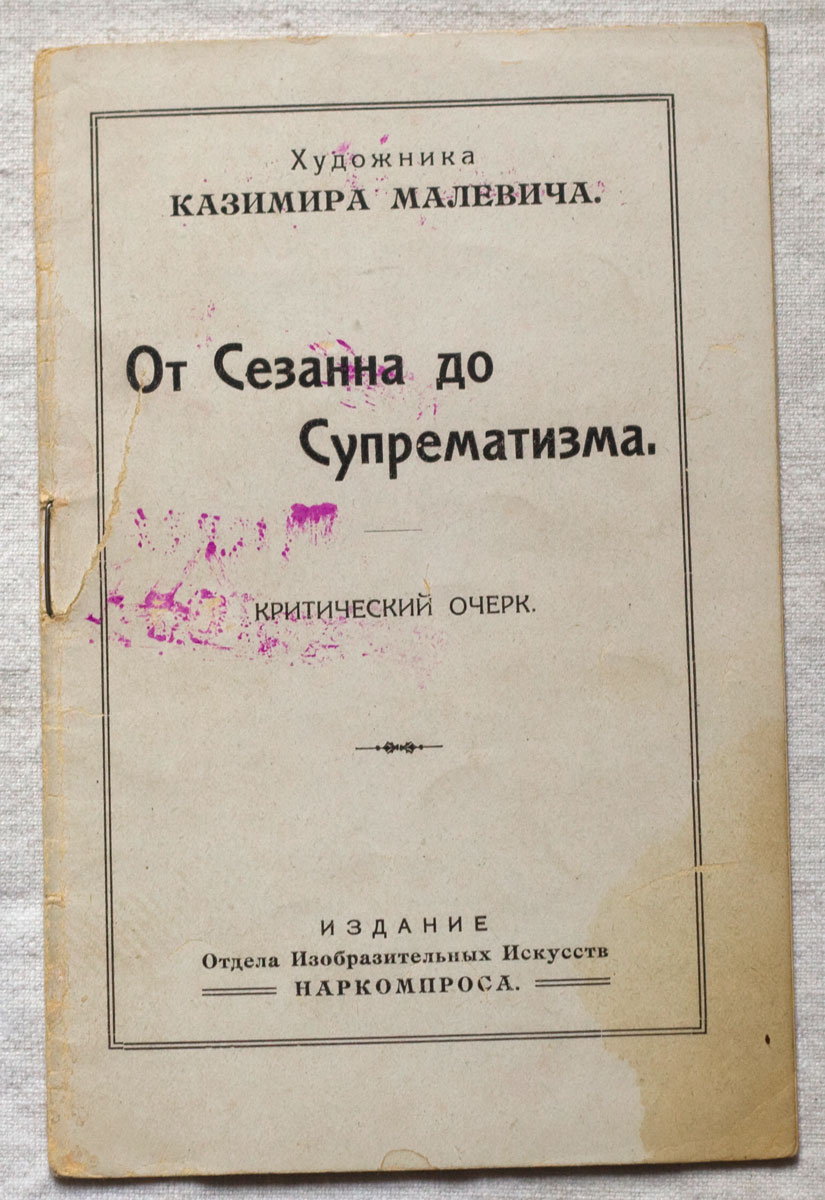 Художника
КАЗИМИРА МАЛЕВИЧА.
От Сезанна до
Супрематизма.
КРИТИЧЕСКИЙ ОЧЕРК.
ИЗДАНИЕ
Отдела Изобразительных Искусств
НАРКОМПРОСА.